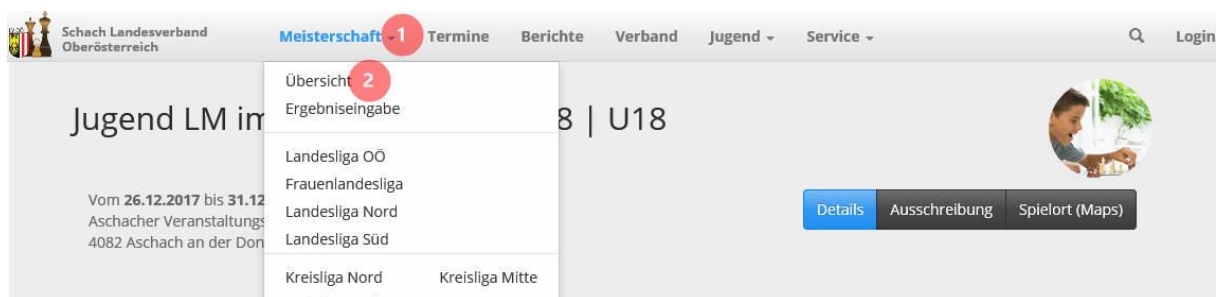 Schach Landesverband
Oberösterreich
Meisterschaft 1 Termine Berichte Verband Jugend Service Login
Übersicht 2
Ergebniseingabe
Jugend LM im 8 | U18
Landesliga OÖ
Frauenlandesliga
Landesliga Nord
Landesliga Süd
Vom 26.12.2017 bis 31.12
Aschacher Veranstaltungs
4082 Aschach an der Don
Details Ausschreibung Spielort (Maps)
Kreisliga Nord Kreisliga Mitte